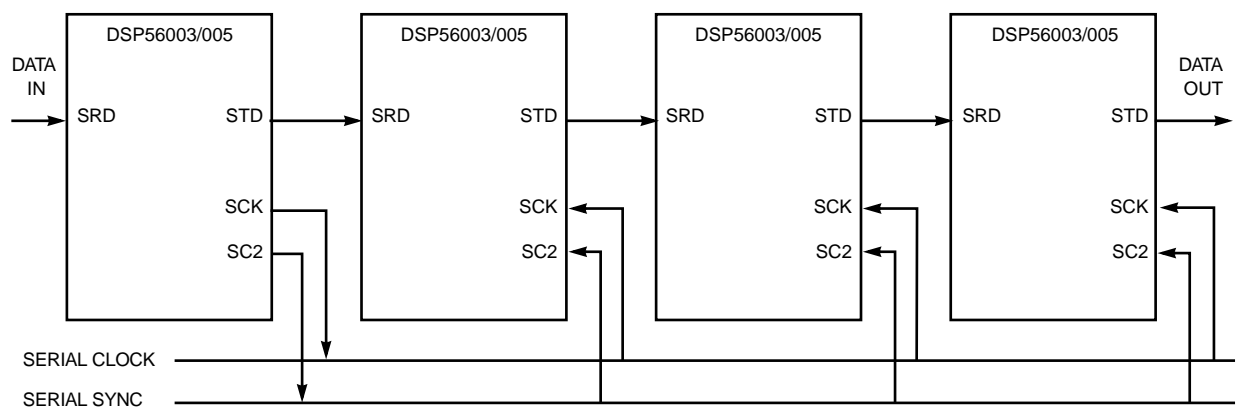 DSP56003/005
DSP56003/005
DSP56003/005
DSP56003/005
DATA
IN
DATA
OUT
SRD
STD
SRD
STD
SRD
STD
SRD
STD
SCK
SCK
SCK
SCK
SC2
SC2
SC2
SC2
SERIAL CLOCK
SERIAL SYNC